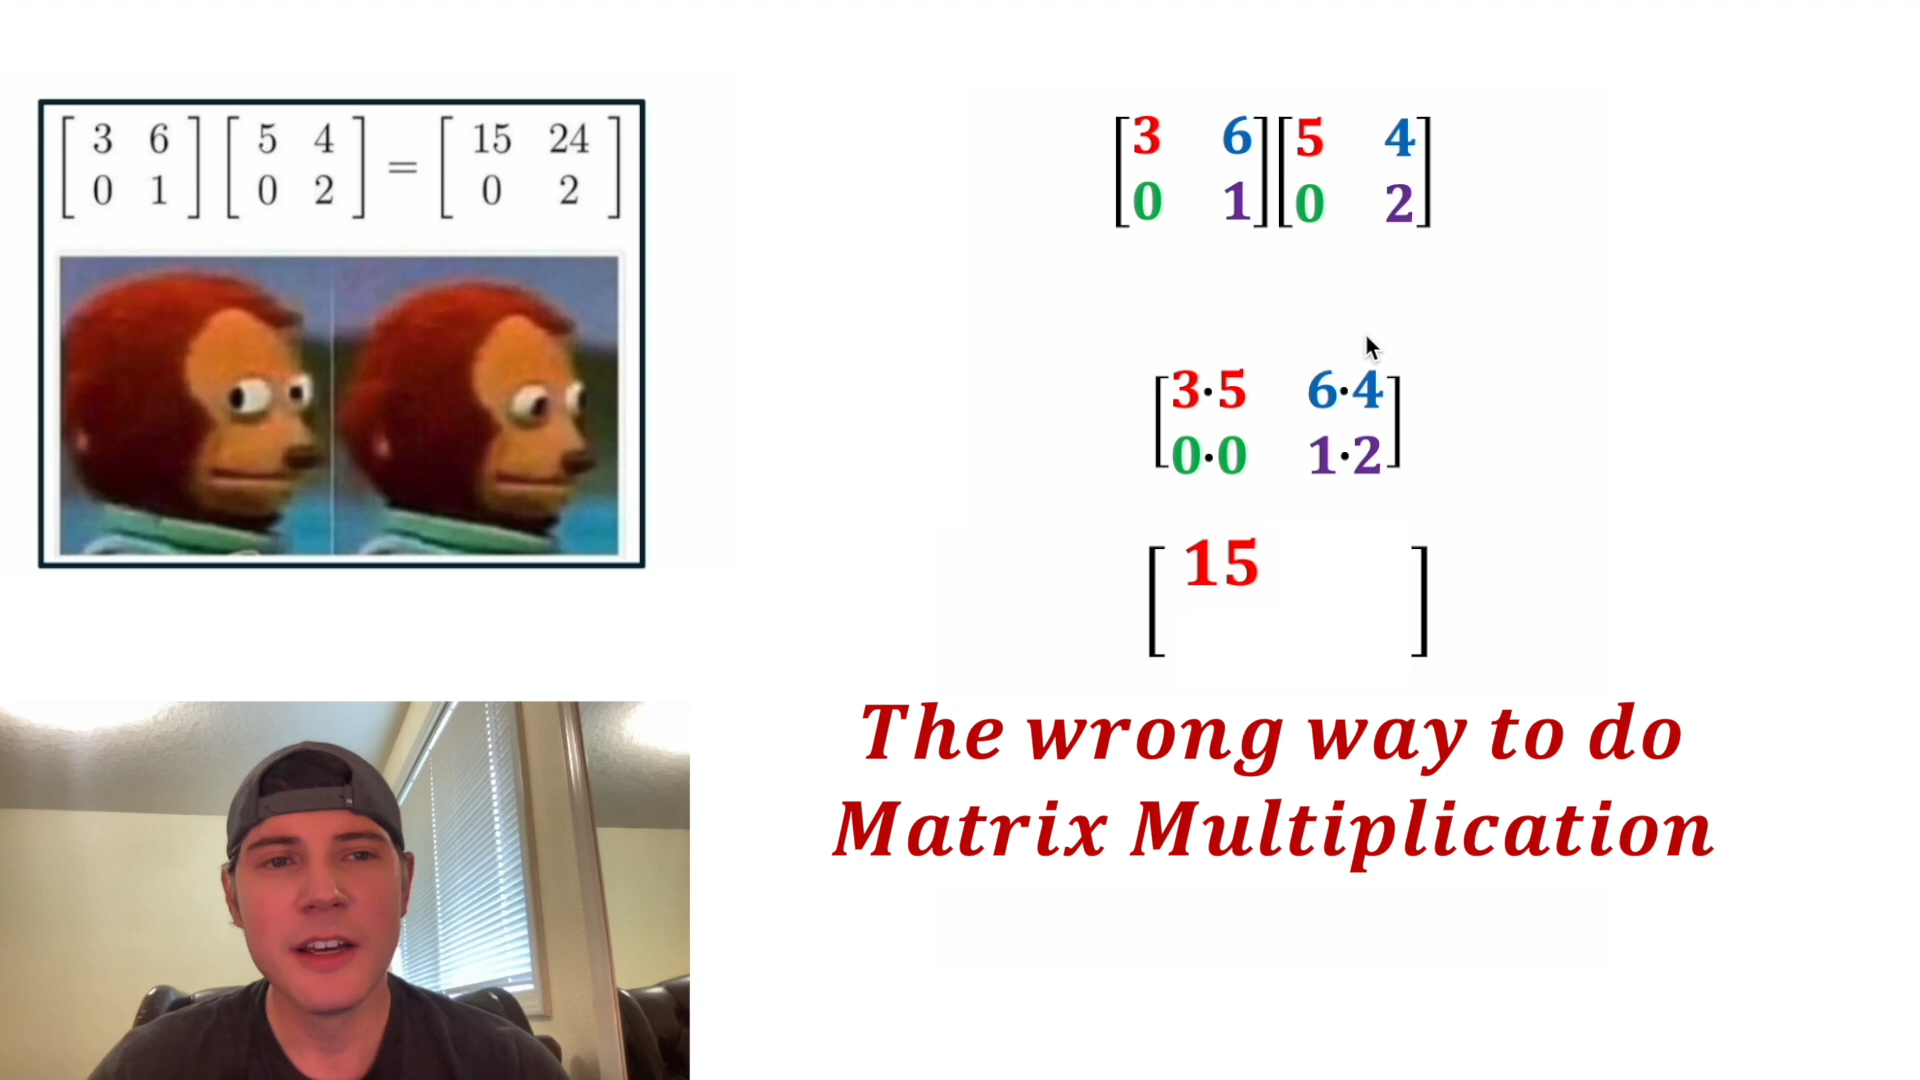 [3 6] [5 4] = [15 24]
[0 1] [0 2] [0 2]
[3 6][5 4]
[0 1][0 2]
[3·5 6·4]
[0·0 1·2]
[15 ]
The wrong way to do
Matrix Multiplication